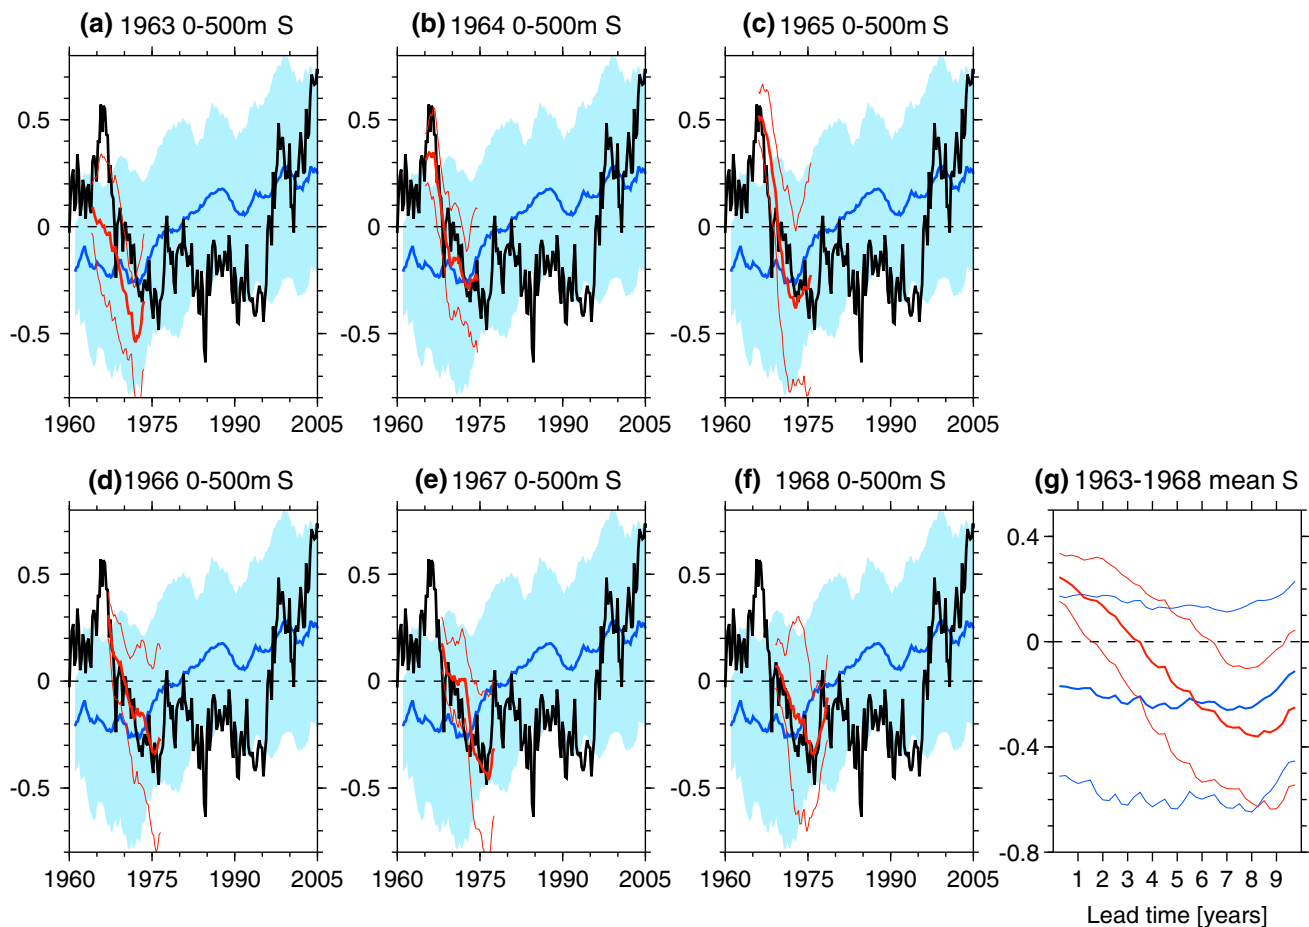 (a) 1963 0-500m S
(b) 1964 0-500m S
(c) 1965 0-500m S
0.5
0
-0.5
1960 1975 1990 2005
0.5
0
-0.5
1960 1975 1990 2005
0.5
0
-0.5
1960 1975 1990 2005
(d) 1966 0-500m S
(e) 1967 0-500m S
(f) 1968 0-500m S
(g) 1963-1968 mean S
0.5
0
-0.5
1960 1975 1990 2005
0.5
0
-0.5
1960 1975 1990 2005
0.5
0
-0.5
1960 1975 1990 2005
0.4
0
-0.4
-0.8
1 2 3 4 5 6 7 8 9
Lead time [years]